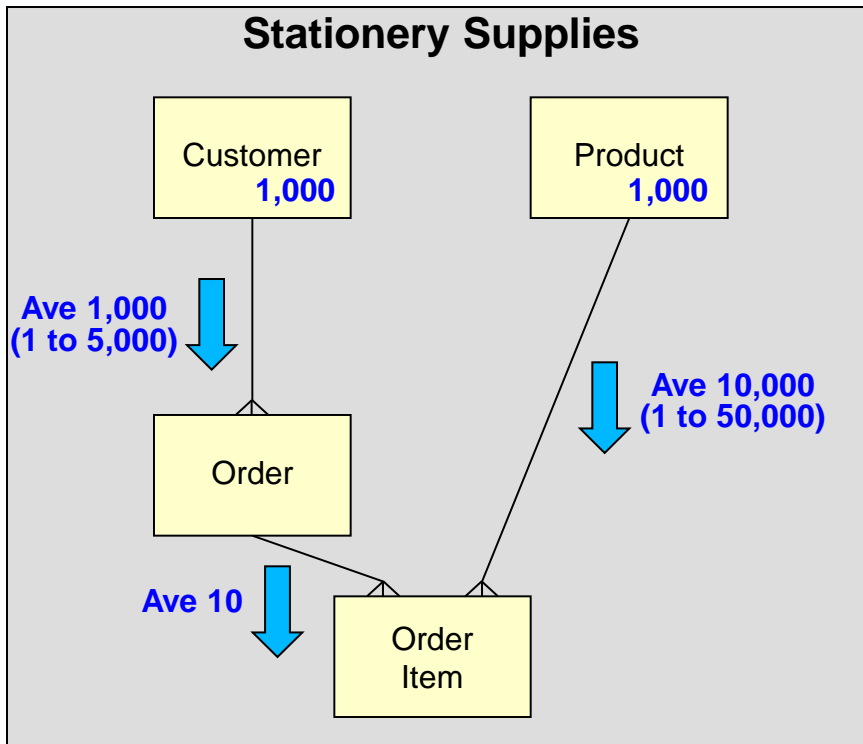 Stationery Supplies
Customer
1,000
Product
1,000
Ave 1,000
(1 to 5,000)
Ave 10,000
(1 to 50,000)
Order
Ave 10
Order
Item